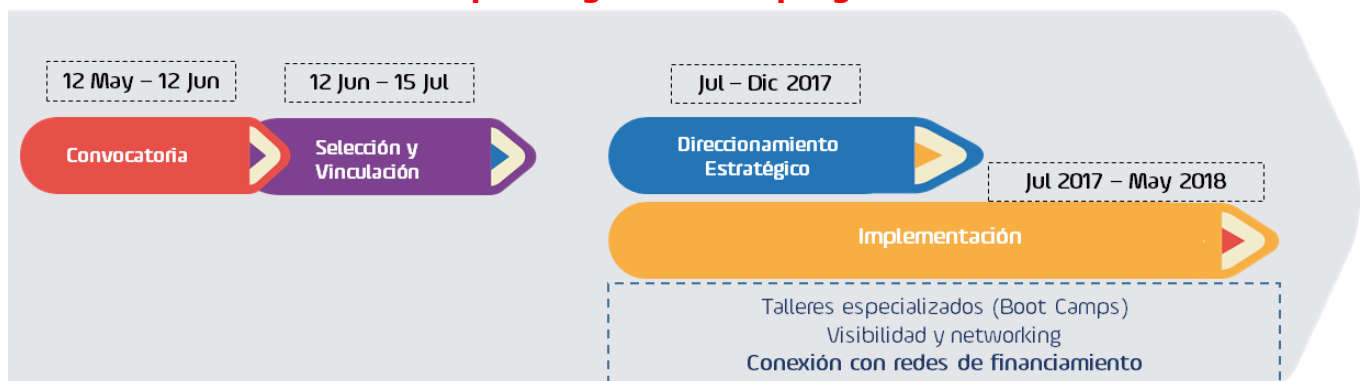 12 May – 12 Jun
12 Jun – 15 Jul
Jul – Dic 2017
Convocatoria
Selección y
Vinculación
Direccionamiento
Estratégico
Jul 2017 – May 2018
Implementación
Talleres especializados (Boot Camps)
Visibilidad y networking
Conexión con redes de financiamiento